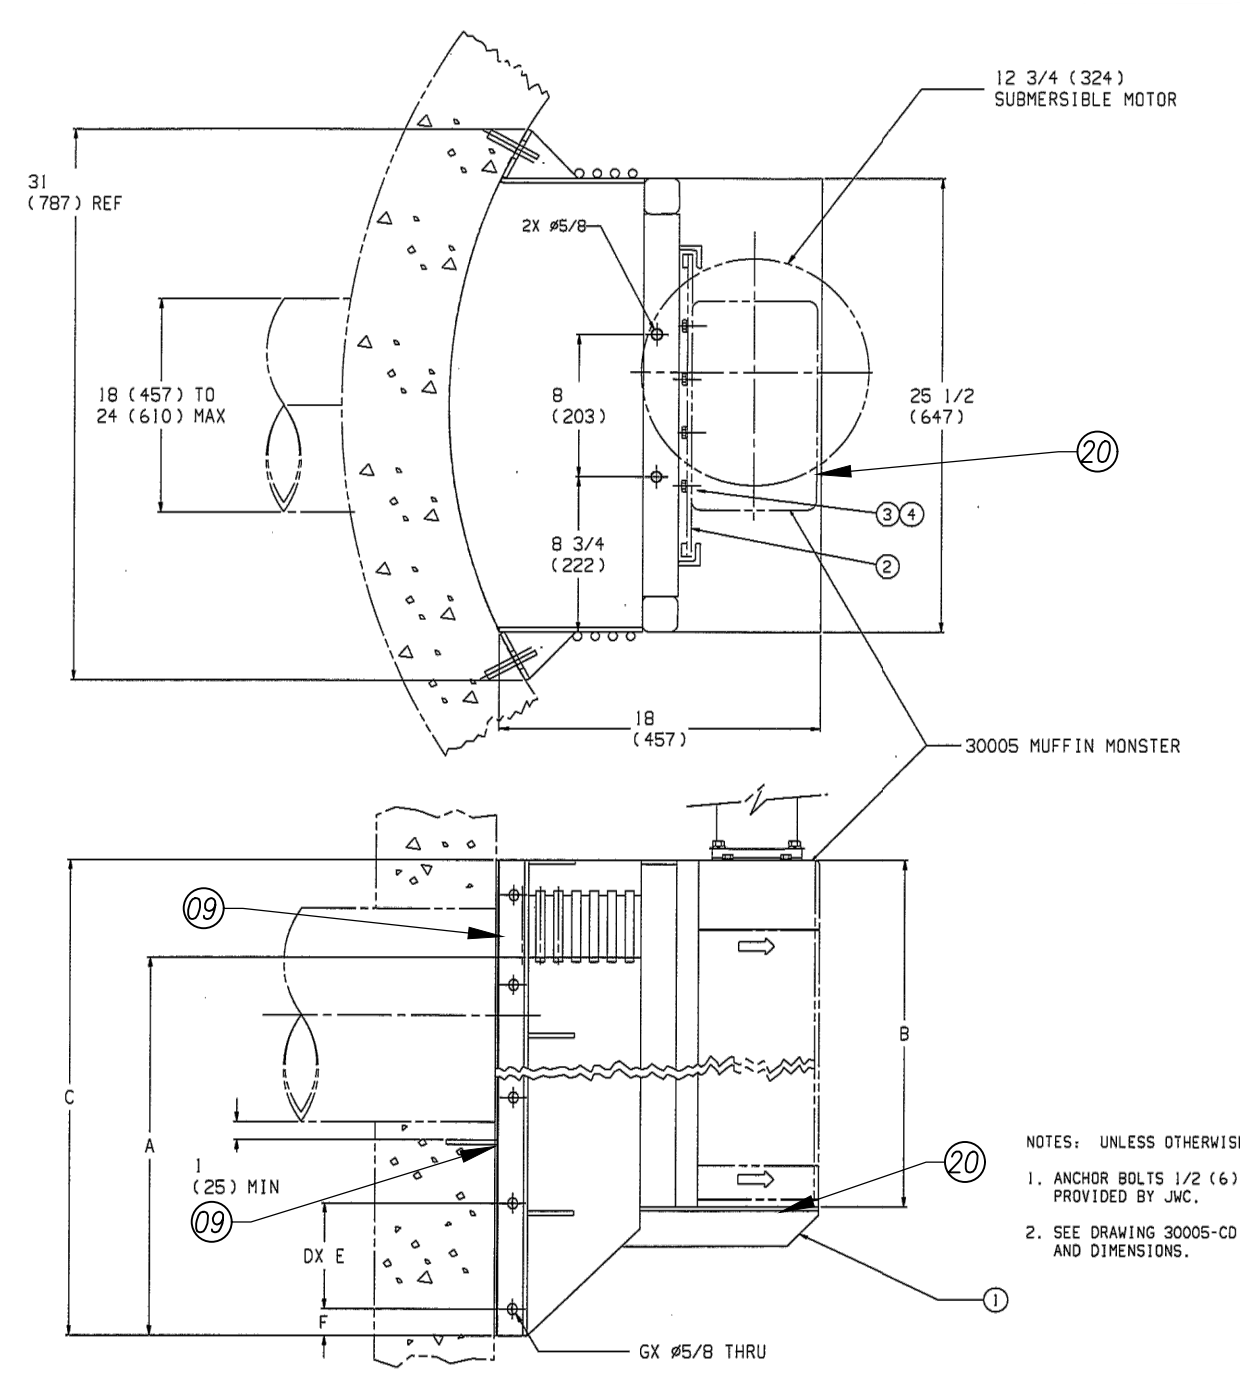 12 3/4 (324)
SUBMERSIBLE MOTOR
31
(787) REF
2X ø5/8
18 (457) TO
24 (610) MAX
8
(203)
25 1/2
(647)
20
3 4
8 3/4
(222)
2
18
(457)
30005 MUFFIN MONSTER
09
C
A
B
1
(25) MIN
09
20
DX E
F
1
GX ø5/8 THRU
NOTES: UNLESS OTHERWISE
1. ANCHOR BOLTS 1/2 (6)
PROVIDED BY JWC.
2. SEE DRAWING 30005-CD
AND DIMENSIONS.